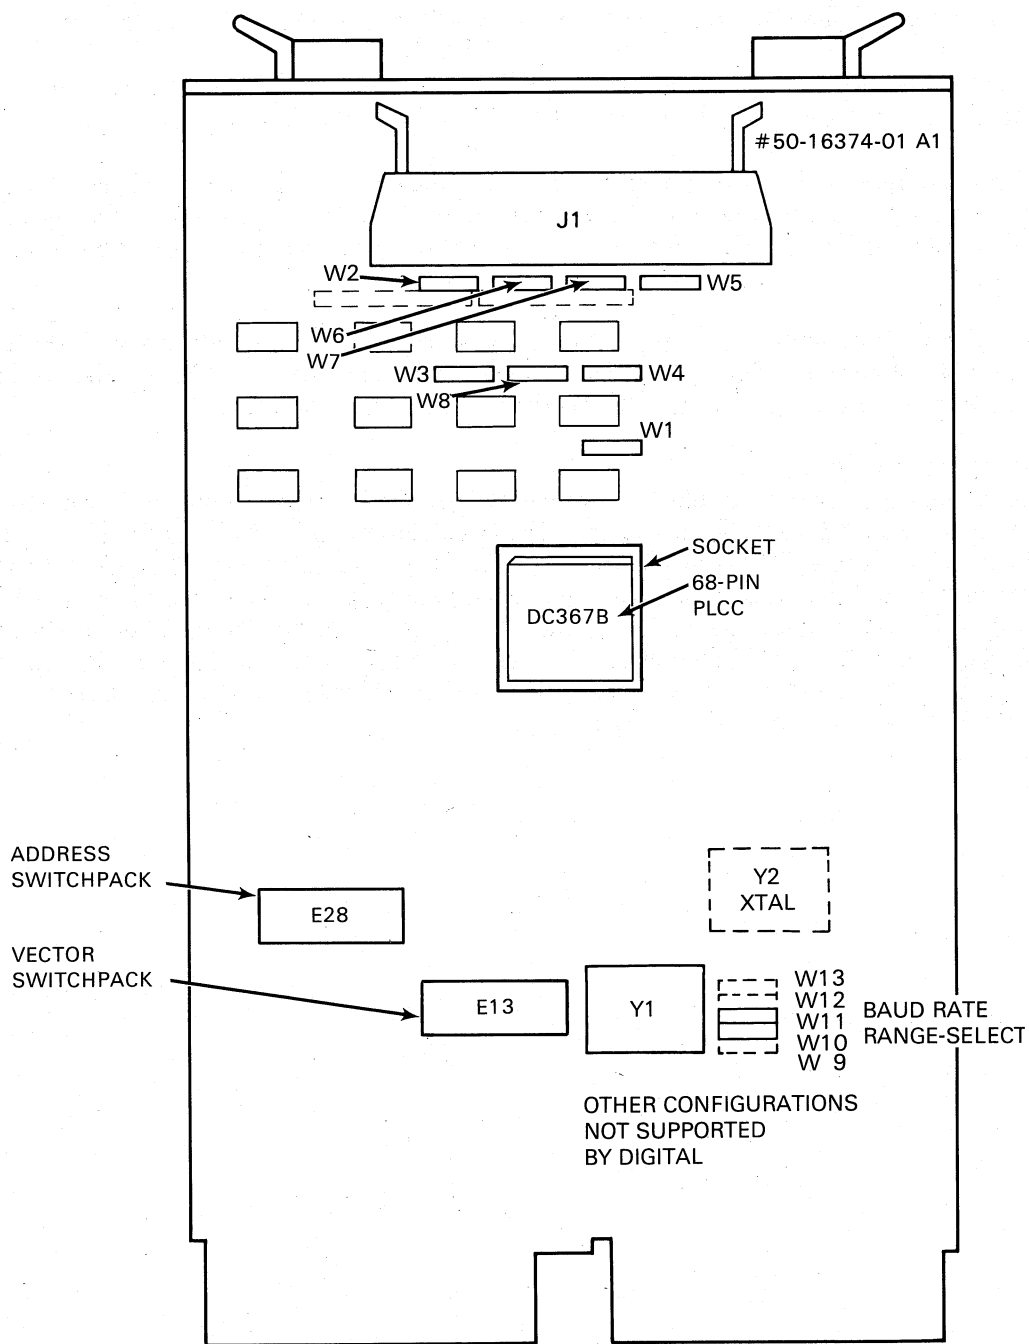 #50-16374-01 A1
J1
W2
W5
W6
W7
W3
W4
W8
W1
SOCKET
68-PIN
PLCC
DC367B
ADDRESS
SWITCHPACK
E28
Y2
XTAL
VECTOR
SWITCHPACK
E13
Y1
W13
W12
W11
W10
W 9
BAUD RATE
RANGE-SELECT
OTHER CONFIGURATIONS
NOT SUPPORTED
BY DIGITAL